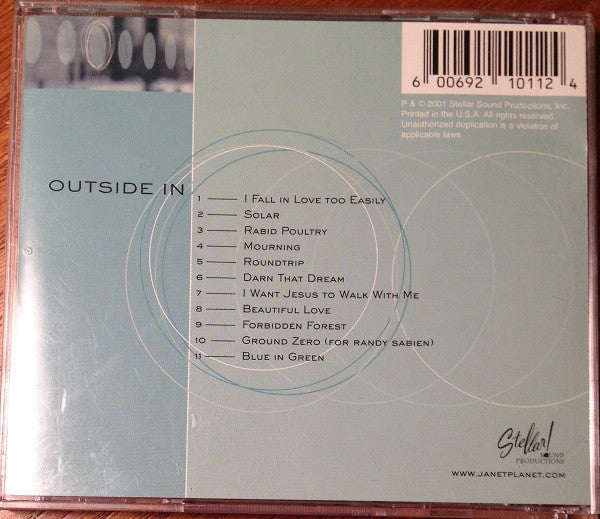 6 00692 10112 4
P & © 2001 Stellar Sound Productions, Inc.
Printed in the U.S.A. All rights reserved.
Unauthorized duplication is a violation of
applicable laws
OUTSIDE IN
1 I Fall in Love too Easily
2 Solar
3 Rabid Poultry
4 Mourning
5 Roundtrip
6 Darn That Dream
7 I Want Jesus to Walk With Me
8 Beautiful Love
9 Forbidden Forest
10 Ground Zero (for Randy Sabien)
11 Blue in Green
Stellar!
SOUND
PRODUCTIONS
WWW.JANETPLANET.COM